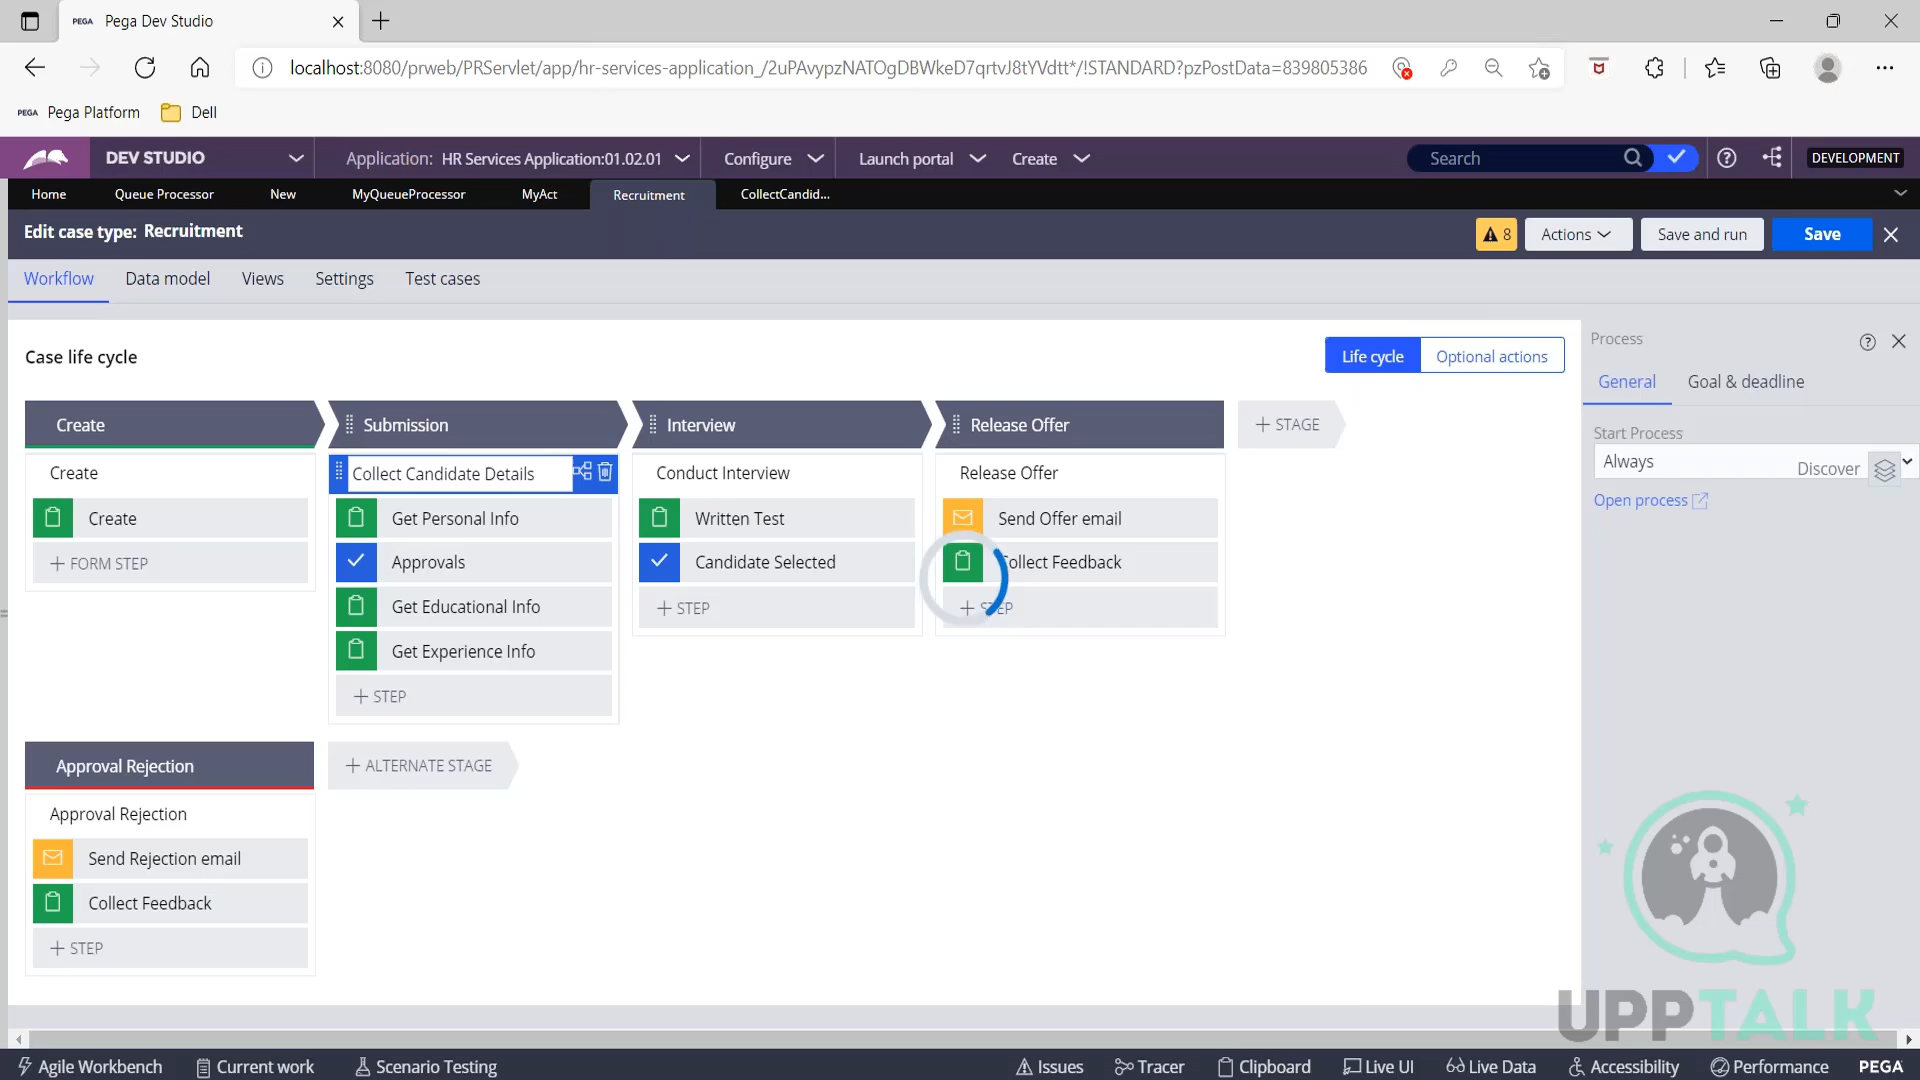 PEGA Pega Dev Studio
localhost:8080/prweb/PRServlet/app/hr-services-application_/2uPAvypzNATOgDBWkeD7qrtvJ8tYVdtt*/!STANDARD?pzPostData=839805386
PEGA Pega Platform Dell
DEV STUDIO Application: HR Services Application:01.02.01 Configure Launch portal Create Search DEVELOPMENT
Home Queue Processor New MyQueueProcessor MyAct Recruitment CollectCandid...
Edit case type: Recruitment 8 Actions Save and run Save
Workflow Data model Views Settings Test cases
Case life cycle Life cycle Optional actions
Create Submission Interview Release Offer + STAGE
Create Collect Candidate Details Conduct Interview Release Offer
Create Get Personal Info Written Test Send Offer email
+ FORM STEP Approvals Candidate Selected Collect Feedback
Get Educational Info + STEP + STEP
Get Experience Info
+ STEP
Approval Rejection + ALTERNATE STAGE
Approval Rejection
Send Rejection email
Collect Feedback
+ STEP
Process
General Goal & deadline
Start Process
Always Discover
Open process
UPPTALK
Agile Workbench Current work Scenario Testing Issues Tracer Clipboard Live UI Live Data Accessibility Performance PEGA